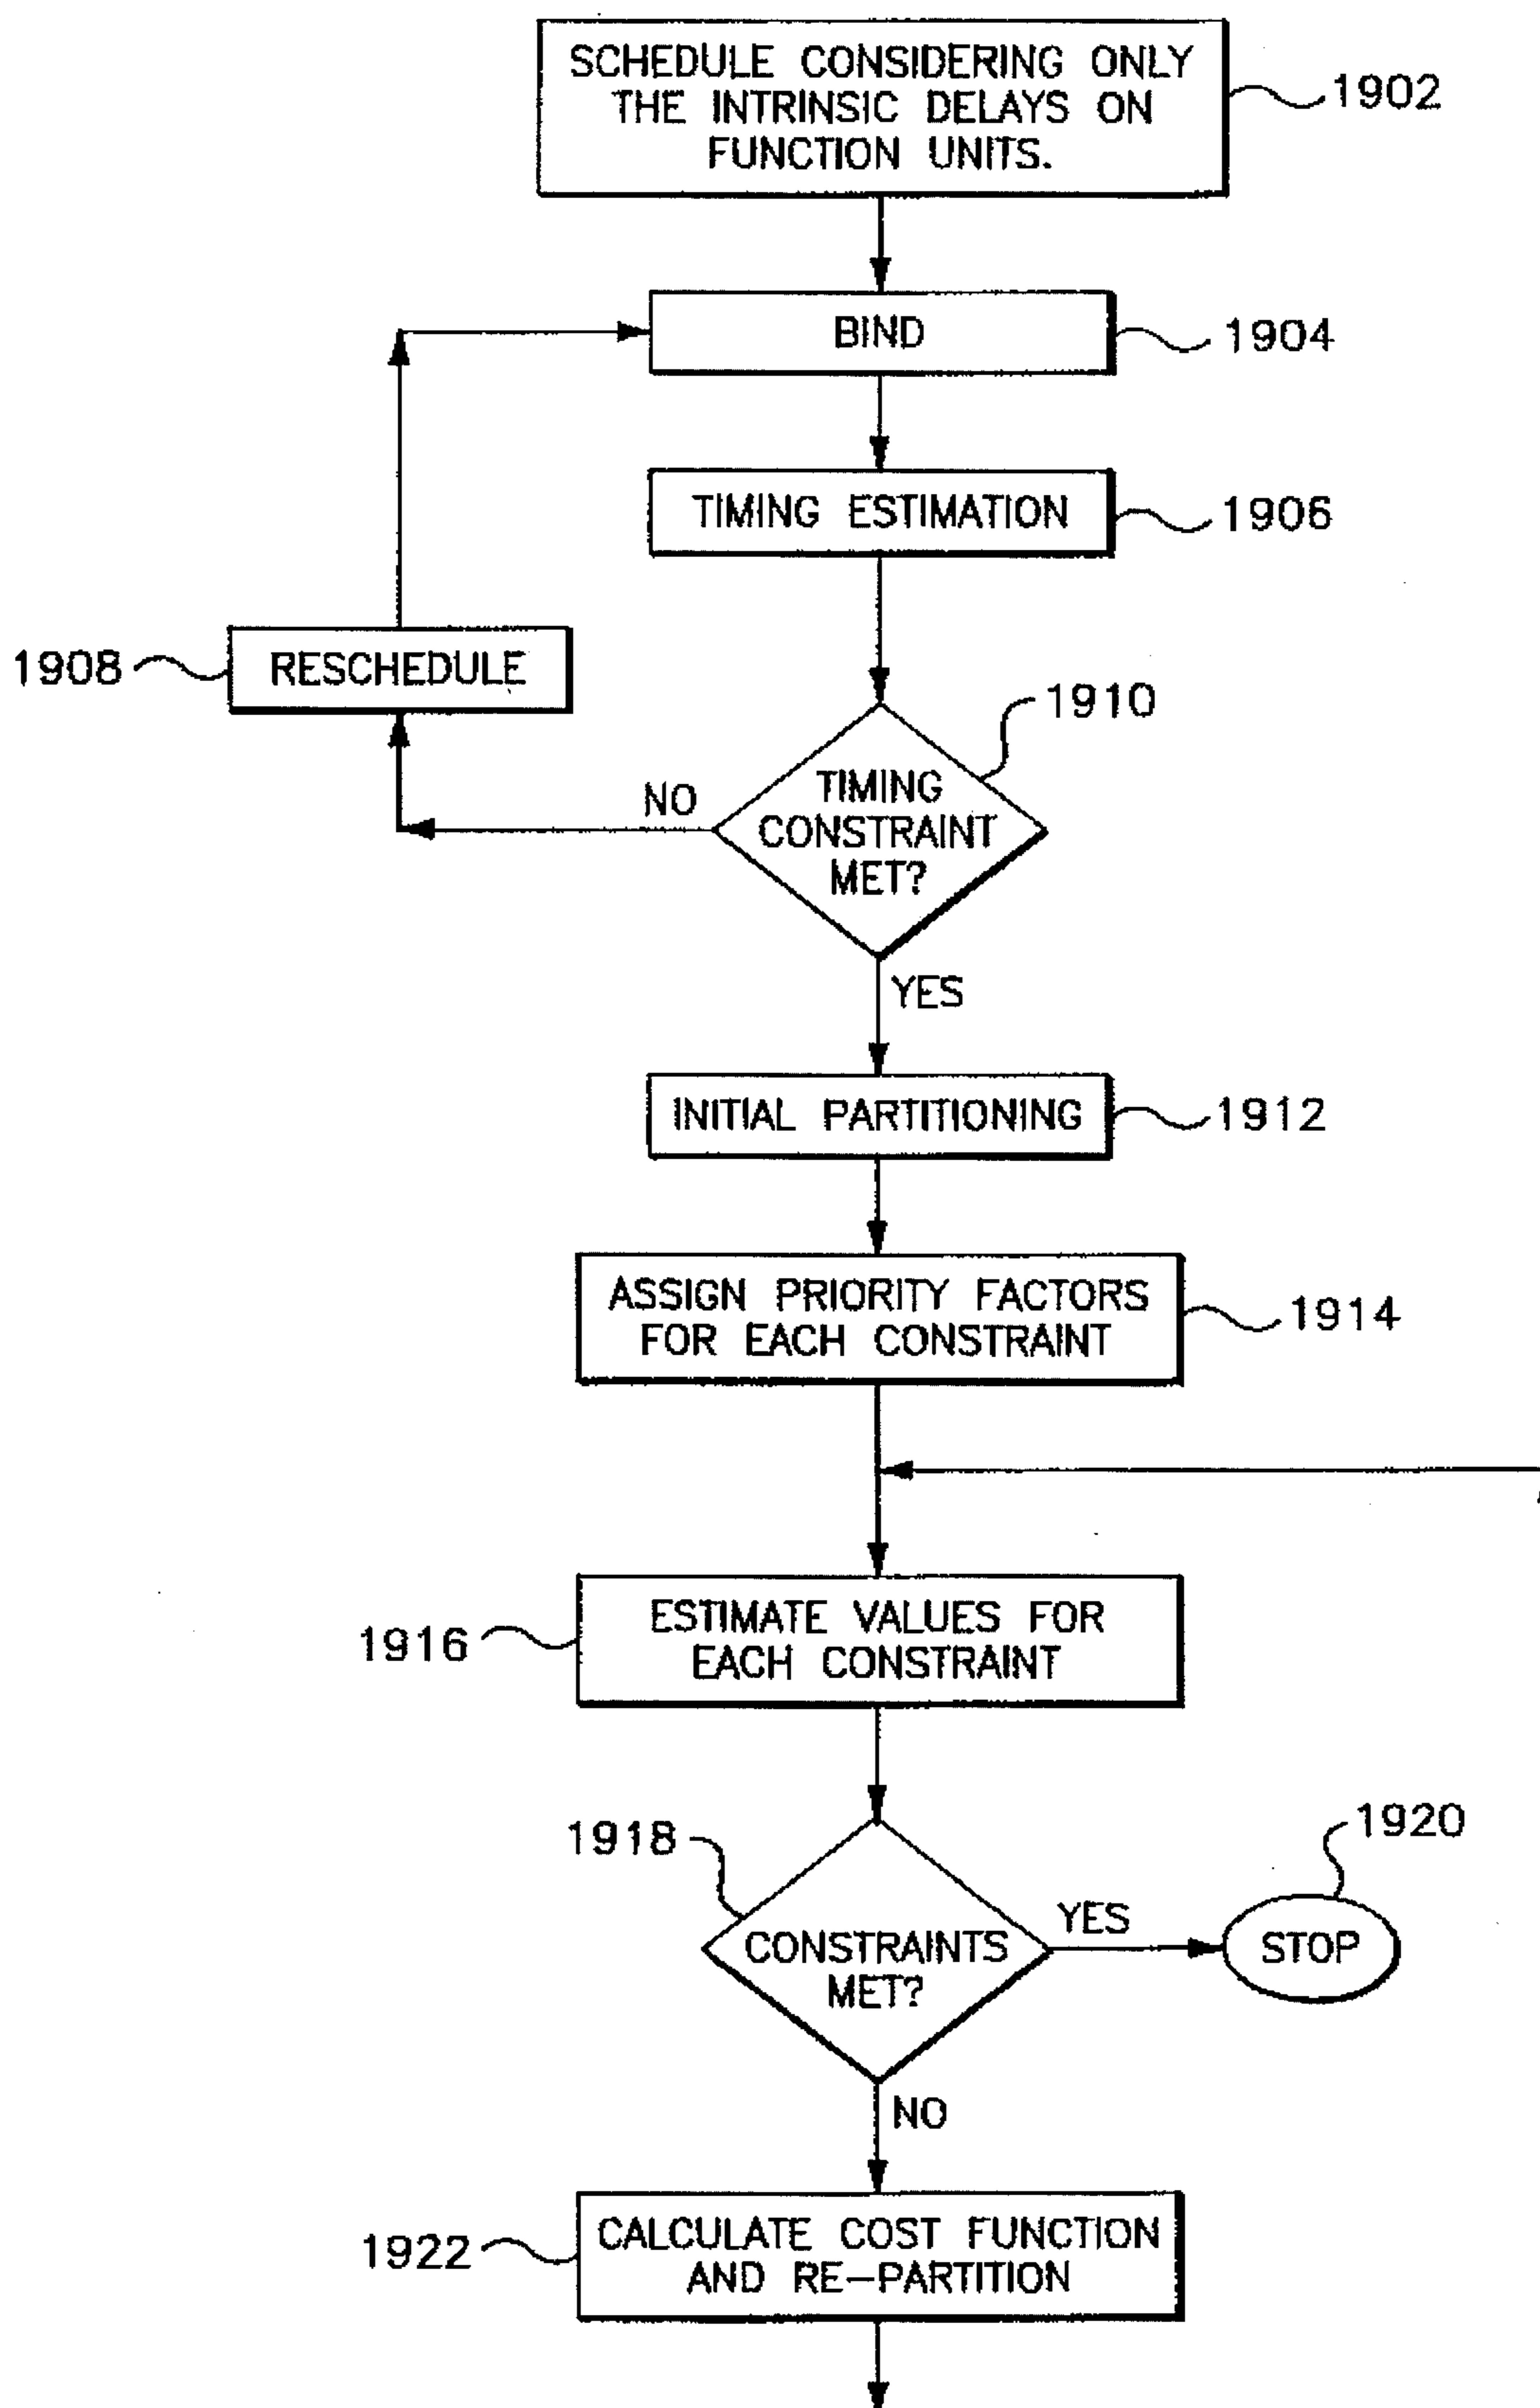 SCHEDULE CONSIDERING ONLY
THE INTRINSIC DELAYS ON
FUNCTION UNITS.
1902
BIND
1904
TIMING ESTIMATION
1906
1908
RESCHEDULE
1910
TIMING
CONSTRAINT
MET?
NO
YES
INITIAL PARTITIONING
1912
ASSIGN PRIORITY FACTORS
FOR EACH CONSTRAINT
1914
ESTIMATE VALUES FOR
EACH CONSTRAINT
1916
1918
CONSTRAINTS
MET?
YES
1920
STOP
NO
CALCULATE COST FUNCTION
AND RE-PARTITION
1922